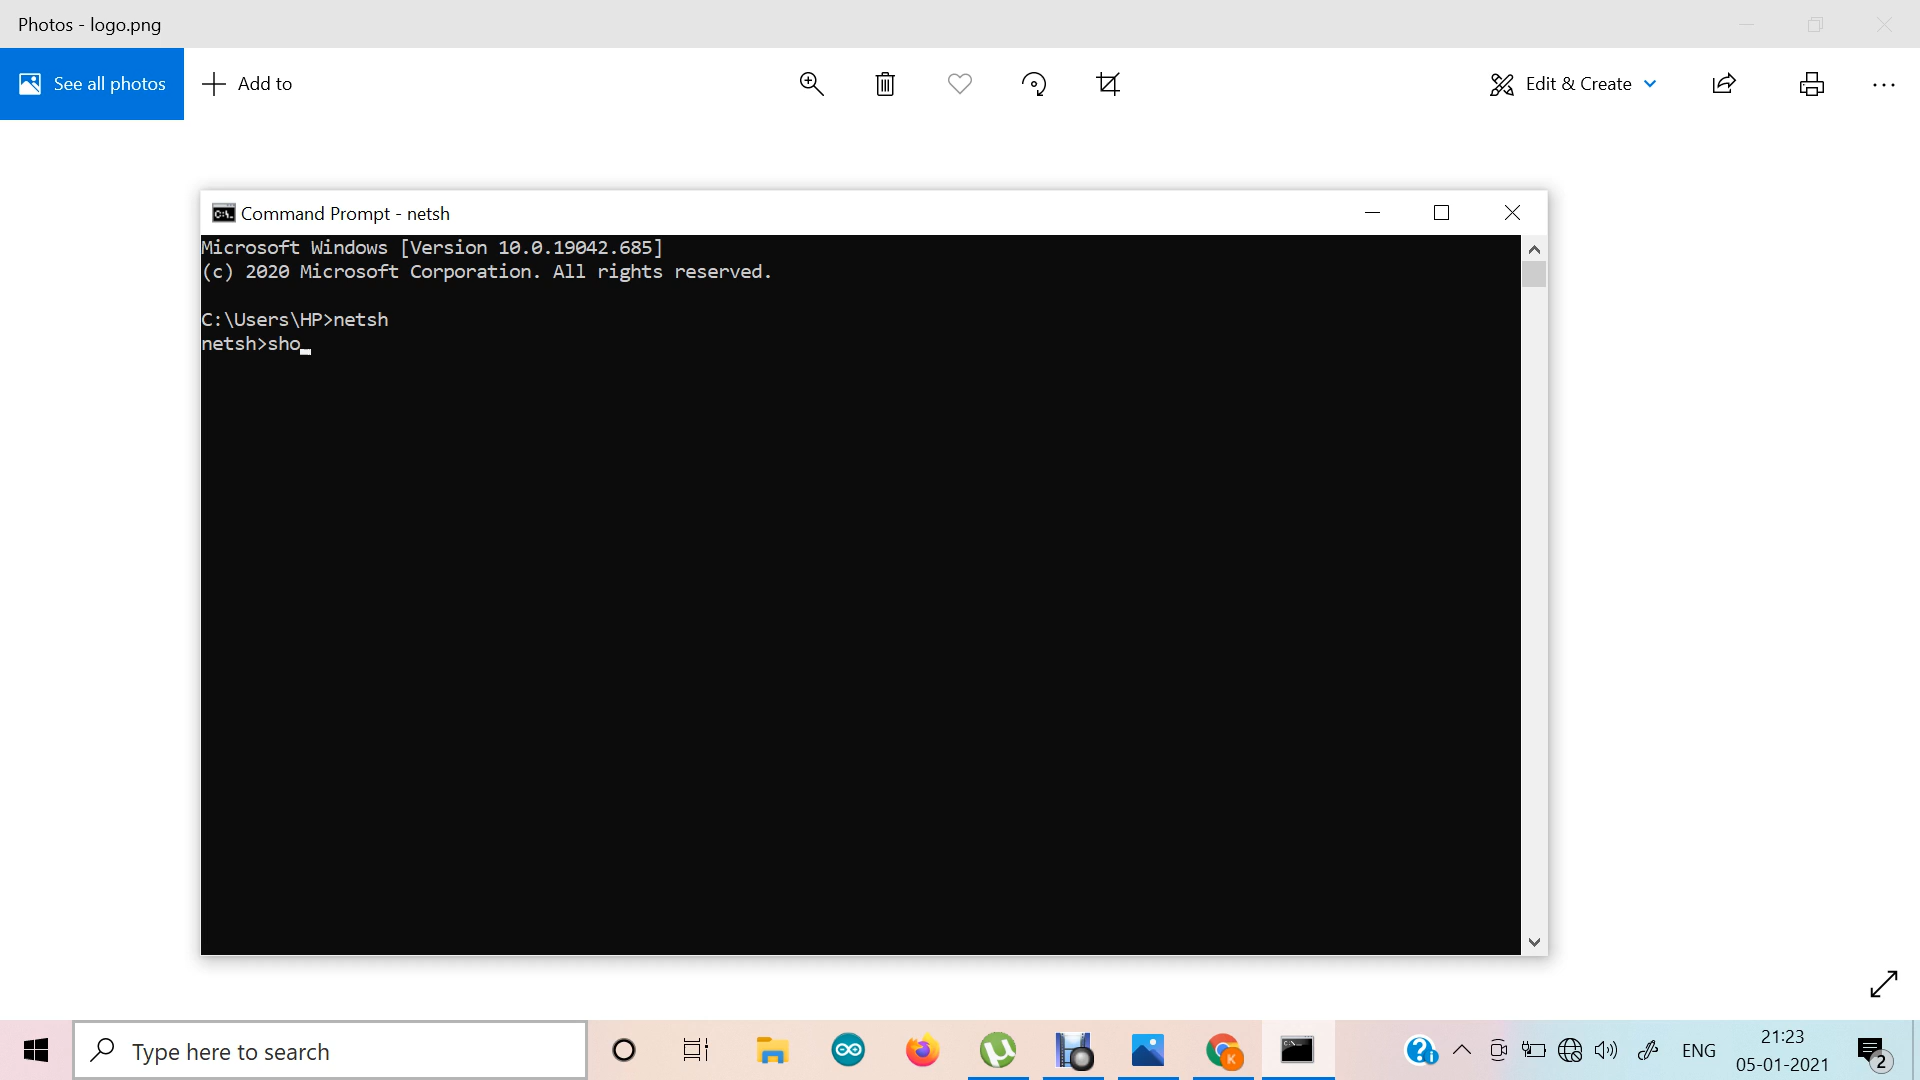 Photos - logo.png
See all photos
Add to
Edit & Create
Command Prompt - netsh
Microsoft Windows [Version 10.0.19042.685]
(c) 2020 Microsoft Corporation. All rights reserved.
C:\Users\HP>netsh
netsh>sho_
Type here to search
K
ENG
21:23
05-01-2021
2